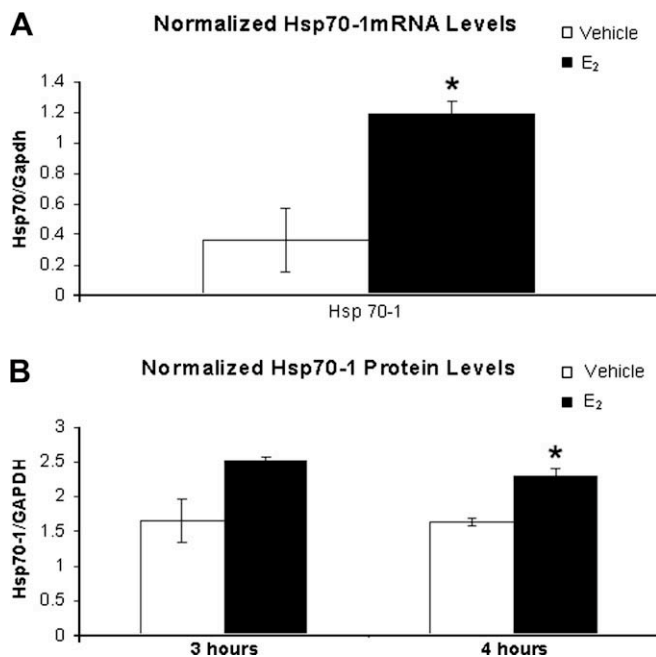 A
Normalized Hsp70-1mRNA Levels
Vehicle
E₂
Hsp70/Gapdh
1.4
1.2
1
0.8
0.6
0.4
0.2
0
*
Hsp 70-1
B
Normalized Hsp70-1 Protein Levels
Vehicle
E₂
Hsp70-1/GAPDH
3
2.5
2
1.5
1
0.5
0
*
3 hours
4 hours